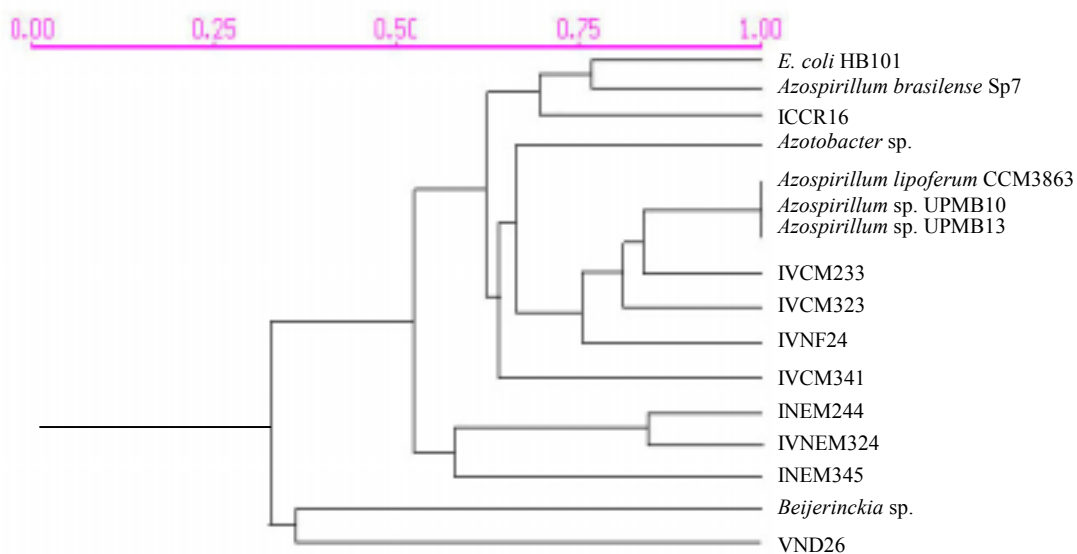 0.00 0.25 0.50 0.75 1.00
E. coli HB101
Azospirillum brasilense Sp7
ICCR16
Azotobacter sp.
Azospirillum lipoferum CCM3863
Azospirillum sp. UPMB10
Azospirillum sp. UPMB13
IVCM233
IVCM323
IVNF24
IVCM341
INEM244
IVNEM324
INEM345
Beijerinckia sp.
VND26